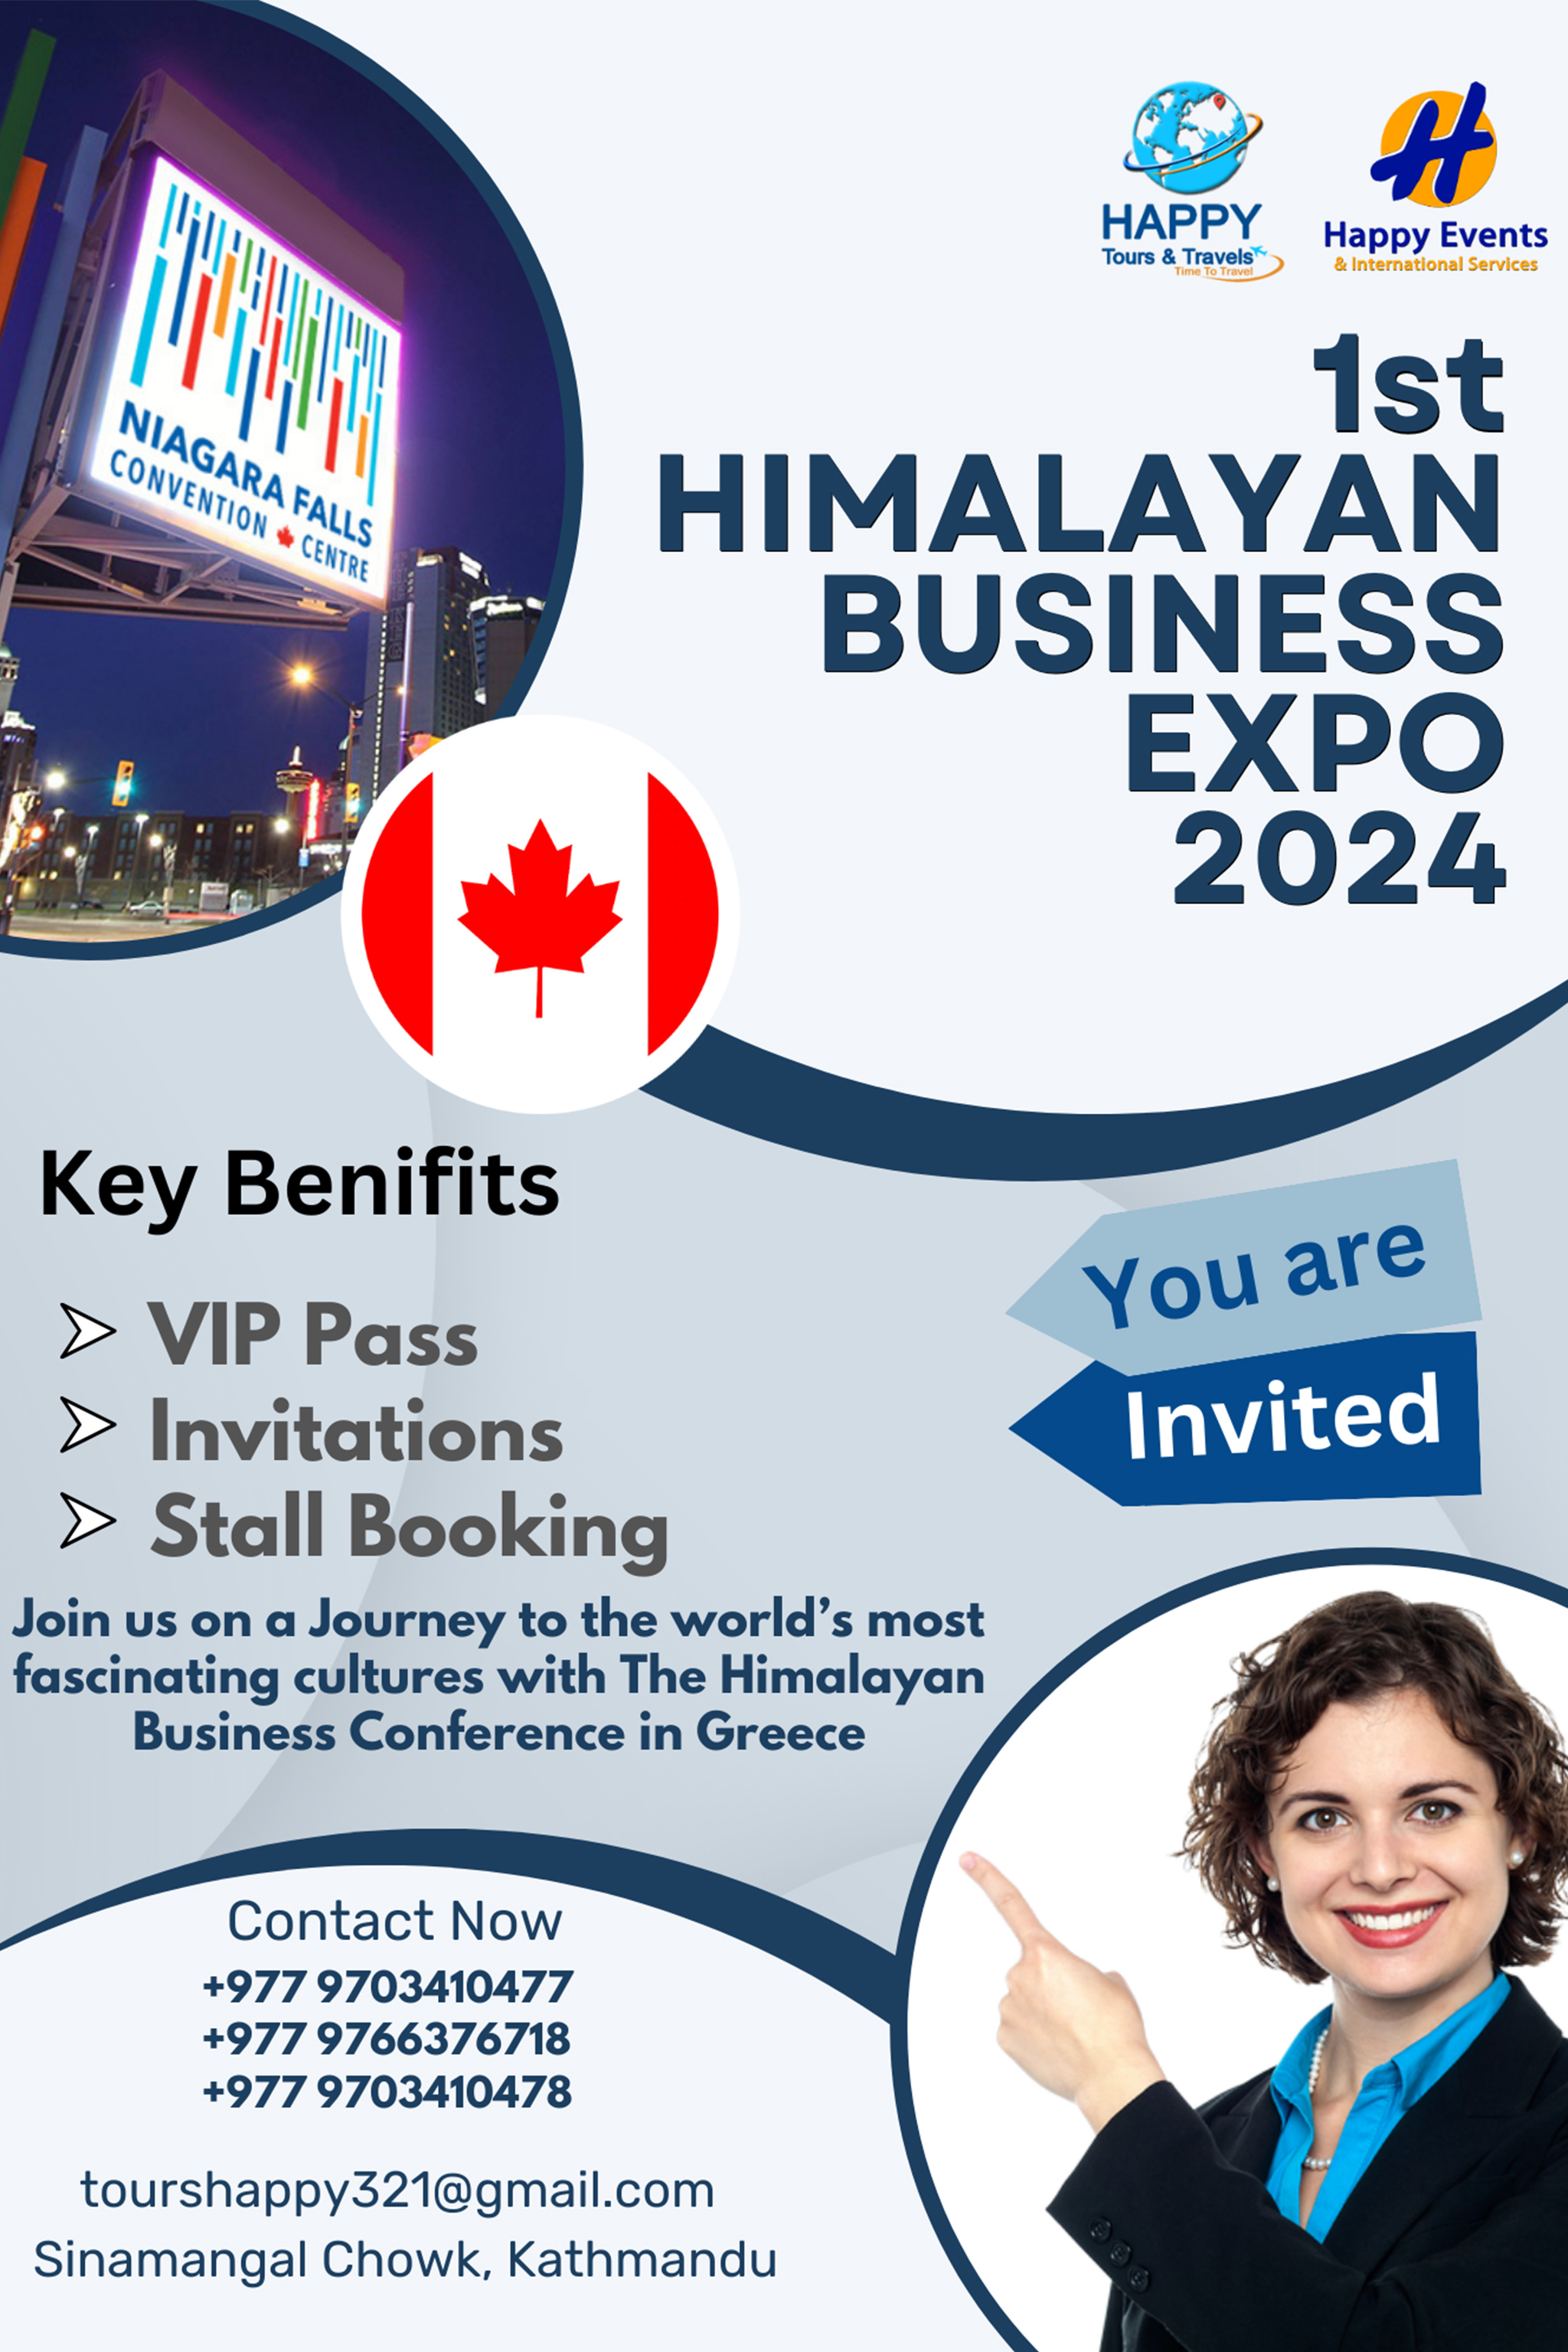 NIAGARA FALLS
CONVENTION CENTRE
HAPPY
Tours & Travels
Time To Travel
Happy Events
& International Services
1st
HIMALAYAN
BUSINESS
EXPO
2024
Key Benifits
VIP Pass
Invitations
Stall Booking
You are
Invited
Join us on a Journey to the world’s most
fascinating cultures with The Himalayan
Business Conference in Greece
Contact Now
+977 9703410477
+977 9766376718
+977 9703410478
tourshappy321@gmail.com
Sinamangal Chowk, Kathmandu